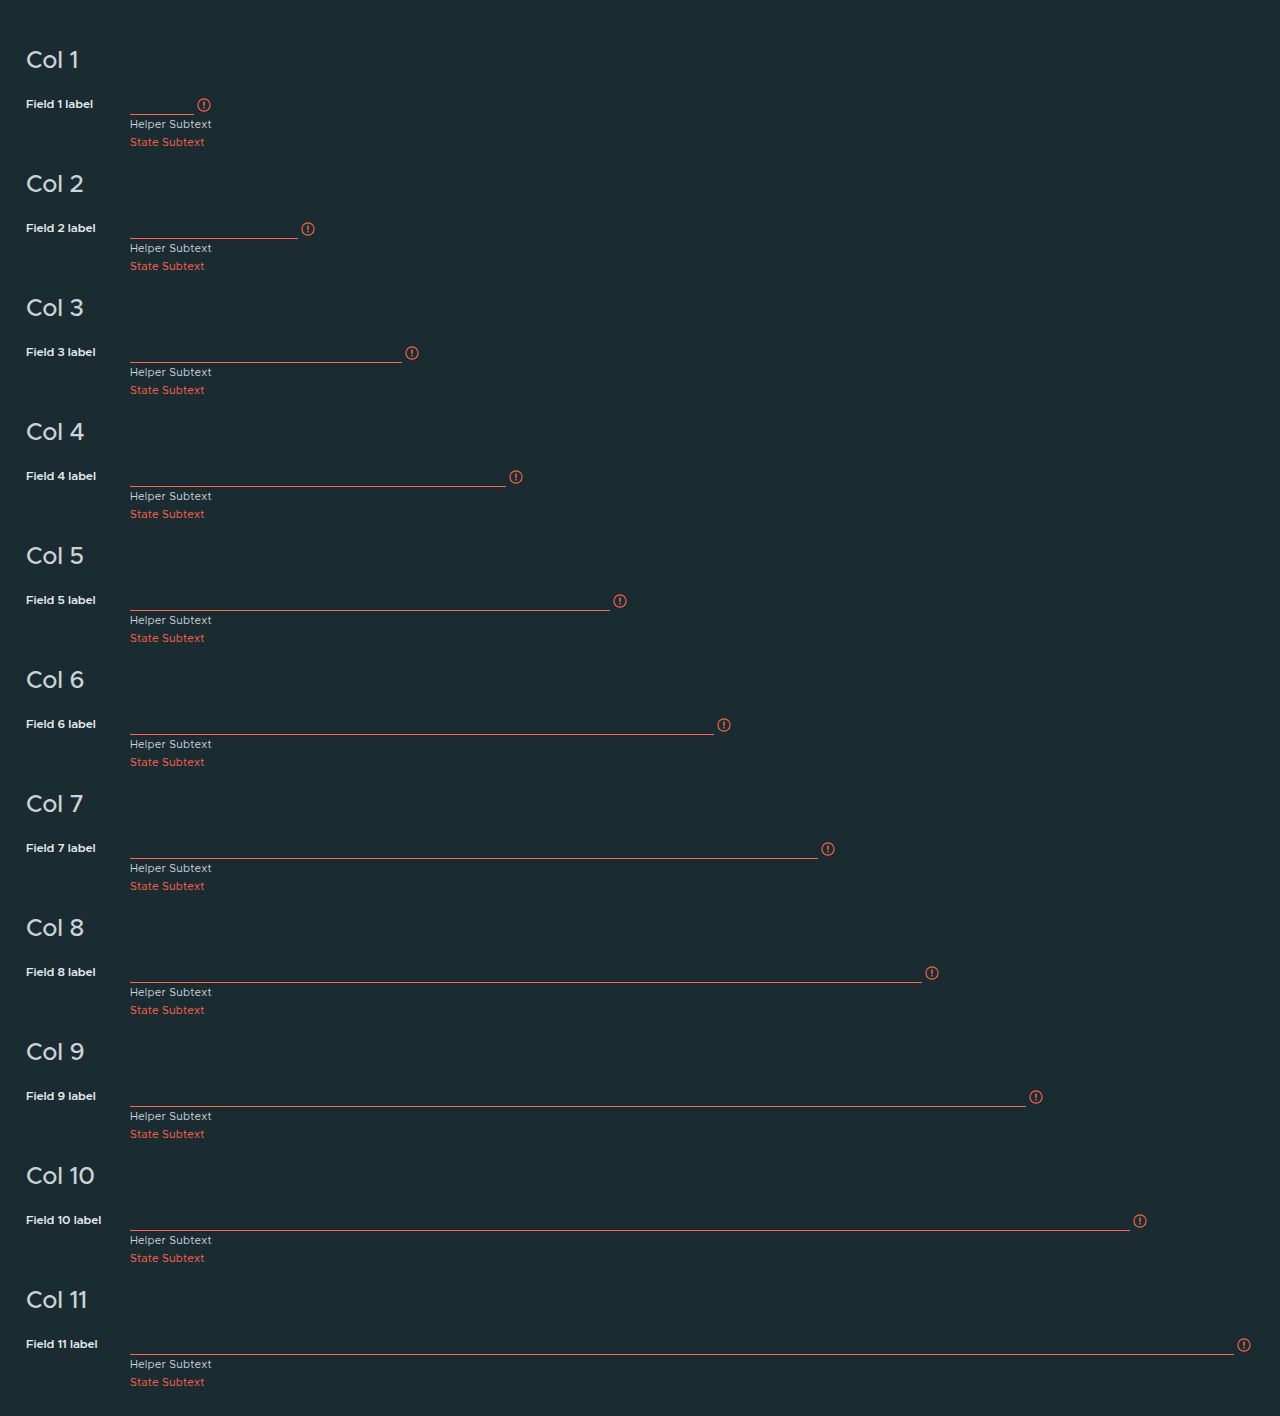 Col 1
Field 1 label
Helper Subtext
State Subtext
Col 2
Field 2 label
Helper Subtext
State Subtext
Col 3
Field 3 label
Helper Subtext
State Subtext
Col 4
Field 4 label
Helper Subtext
State Subtext
Col 5
Field 5 label
Helper Subtext
State Subtext
Col 6
Field 6 label
Helper Subtext
State Subtext
Col 7
Field 7 label
Helper Subtext
State Subtext
Col 8
Field 8 label
Helper Subtext
State Subtext
Col 9
Field 9 label
Helper Subtext
State Subtext
Col 10
Field 10 label
Helper Subtext
State Subtext
Col 11
Field 11 label
Helper Subtext
State Subtext